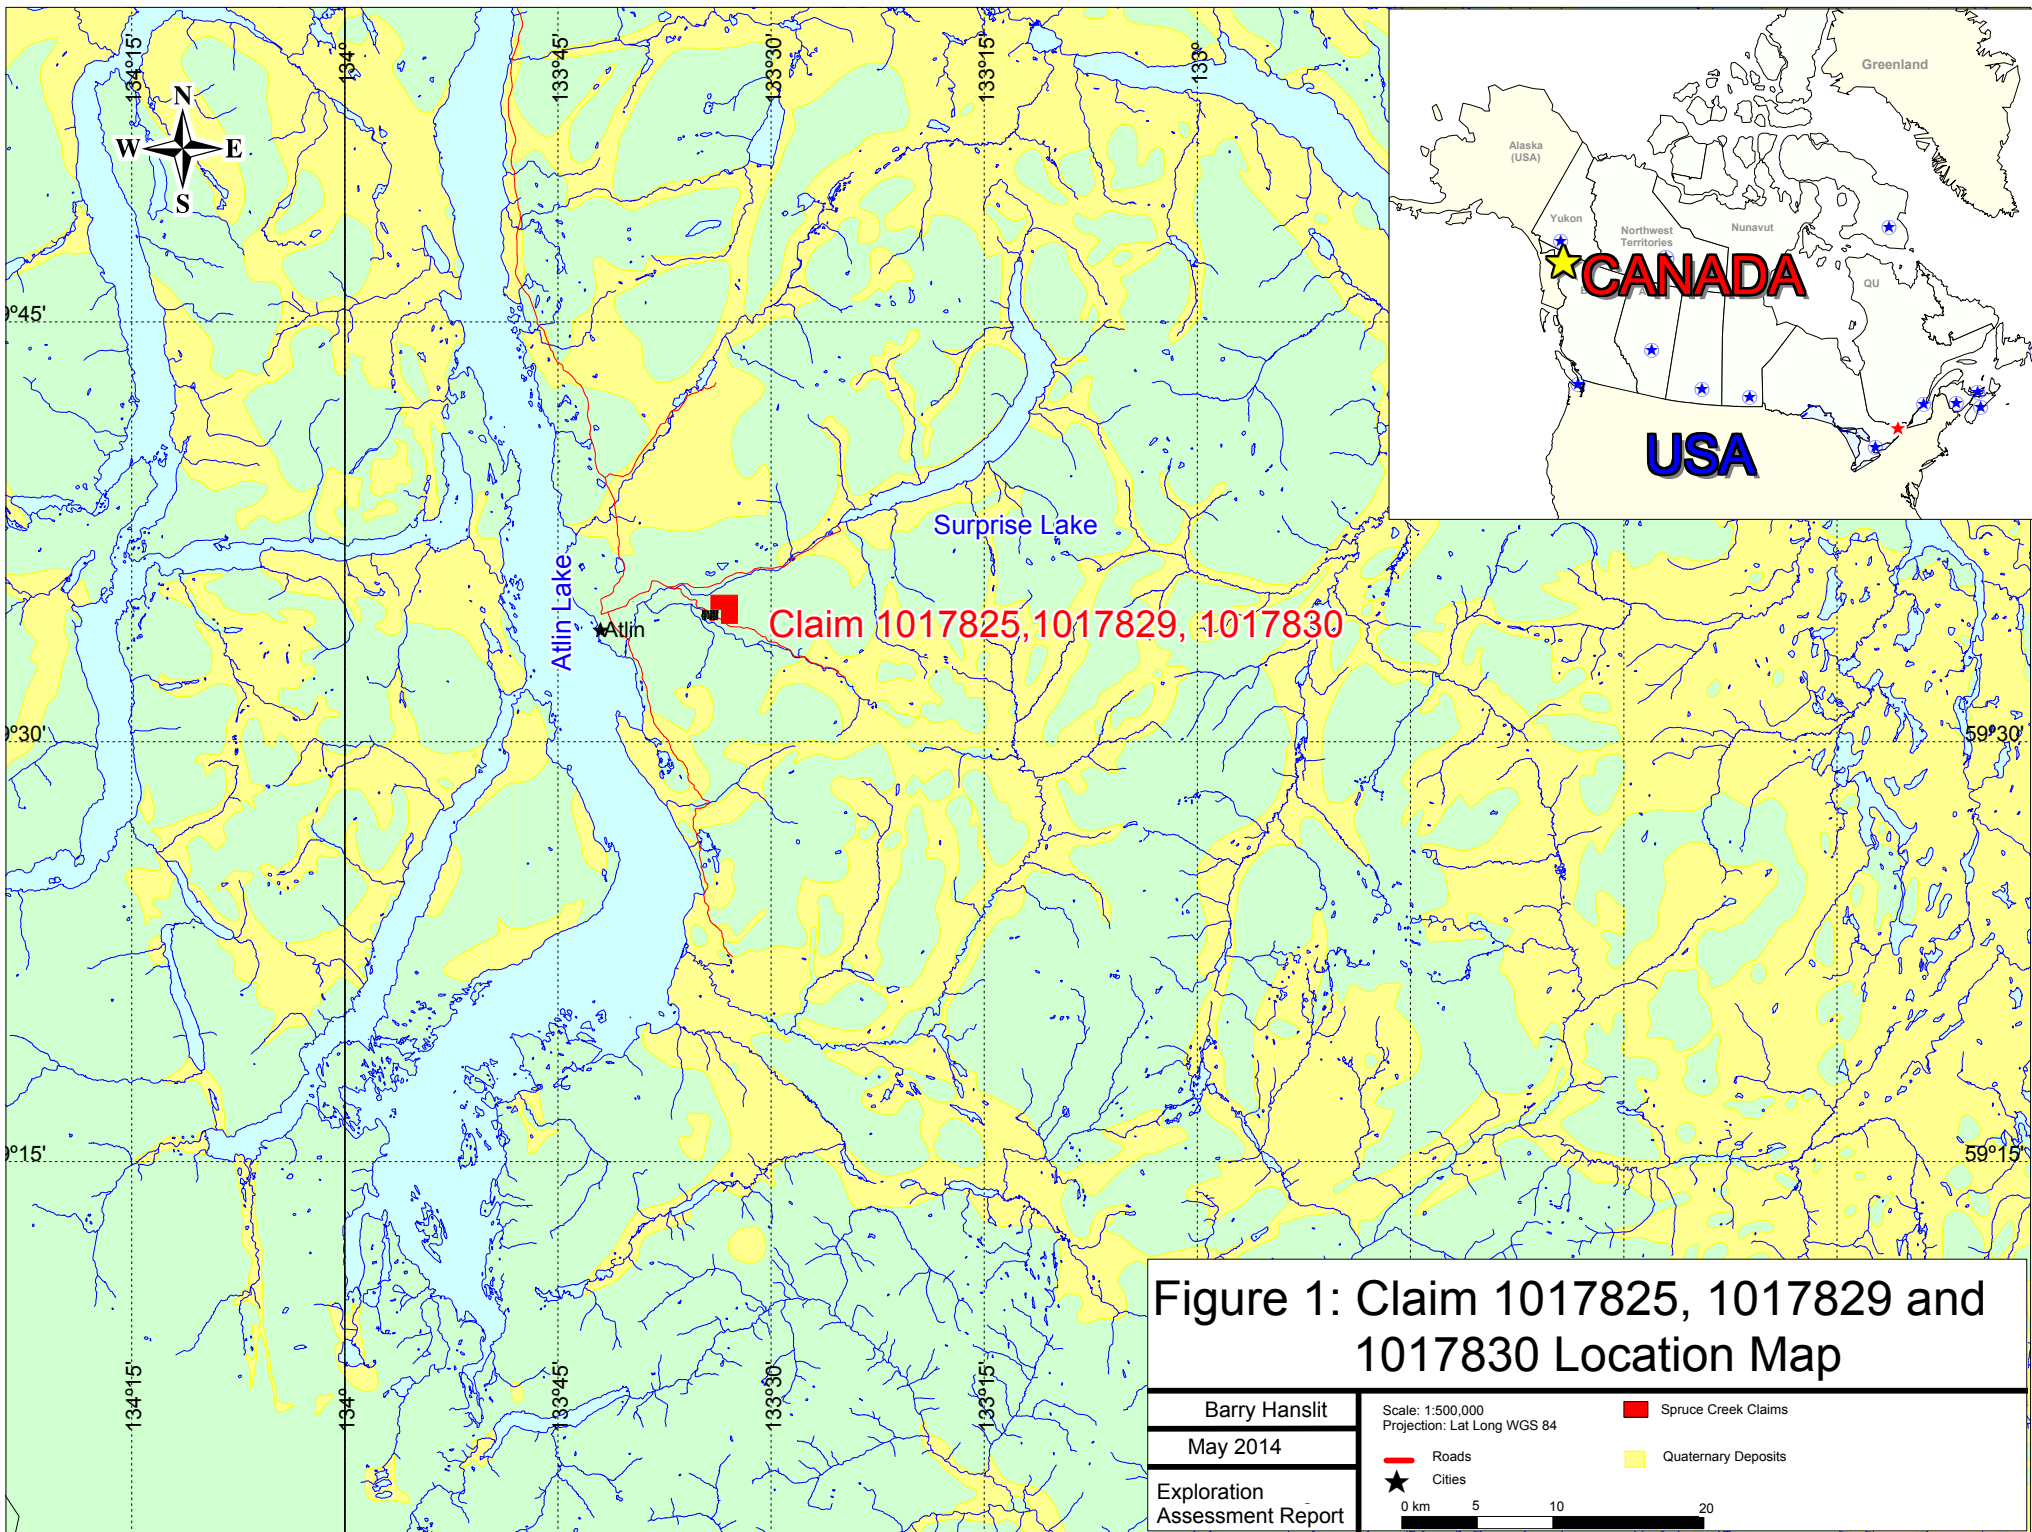 134°15'
134°
133°45'
133°30'
133°15'
133°
N
W E
S
Greenland
Alaska
(USA)
Yukon
Northwest
Territories
Nunavut
QU
CANADA
USA
9°45'
Surprise Lake
Atlin Lake
Atlin
Claim 1017825,1017829, 1017830
9°30'
59°30'
9°15'
59°15'
134°15'
134°
133°45'
133°30'
133°15'
Figure 1: Claim 1017825, 1017829 and
1017830 Location Map
Barry Hanslit
May 2014
Exploration
Assessment Report
Scale: 1:500,000
Projection: Lat Long WGS 84
Roads
Cities
Spruce Creek Claims
Quaternary Deposits
0 km 5 10 20